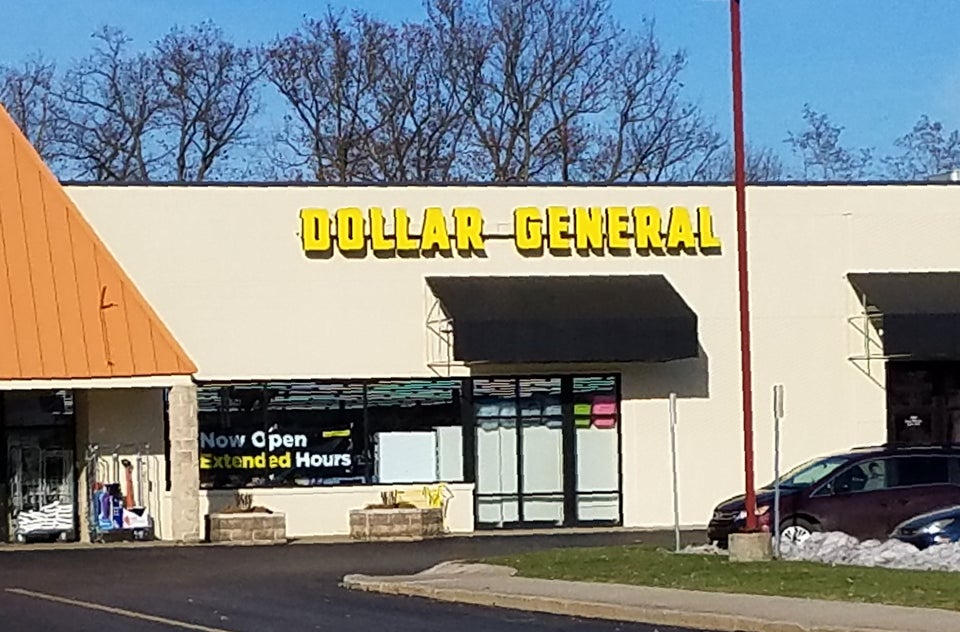 DOLLAR GENERAL
Now Open
Extended Hours